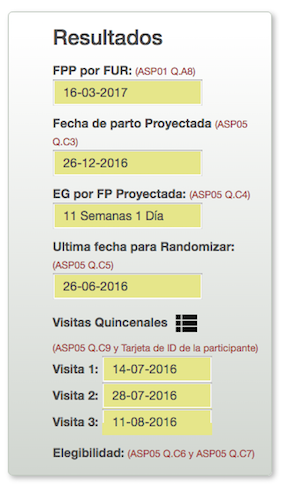 Resultados
FPP por FUR: (ASP01 Q.A8)
16-03-2017
Fecha de parto Proyectada (ASP05
Q.C3)
26-12-2016
EG por FP Proyectada: (ASP05 Q.C4)
11 Semanas 1 Día
Ultima fecha para Randomizar:
(ASP05 Q.C5)
26-06-2016
Visitas Quincenales
(ASP05 Q.C9 y Tarjeta de ID de la participante)
Visita 1: 14-07-2016
Visita 2: 28-07-2016
Visita 3: 11-08-2016
Elegibilidad: (ASP05 Q.C6 y ASP05 Q.C7)